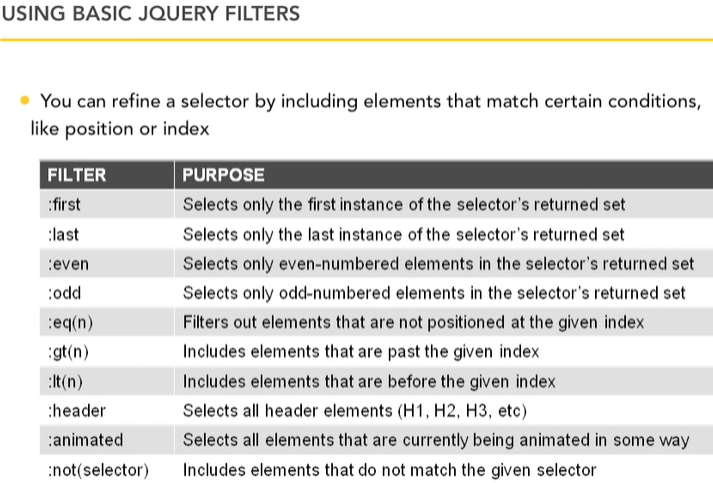 USING BASIC JQUERY FILTERS
You can refine a selector by including elements that match certain conditions,
like position or index
FILTER PURPOSE
:first Selects only the first instance of the selector's returned set
:last Selects only the last instance of the selector's returned set
:even Selects only even-numbered elements in the selector's returned set
:odd Selects only odd-numbered elements in the selector's returned set
:eq(n) Filters out elements that are not positioned at the given index
:gt(n) Includes elements that are past the given index
:lt(n) Includes elements that are before the given index
:header Selects all header elements (H1, H2, H3, etc)
:animated Selects all elements that are currently being animated in some way
:not(selector) Includes elements that do not match the given selector